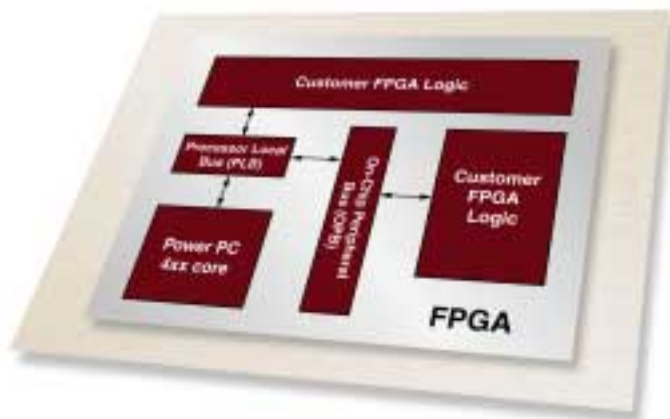 Customer FPGA Logic
Processor Local
Bus (PLB)
On-Chip Peripheral
Bus (OPB)
Customer
FPGA
Logic
Power PC
4xx core
FPGA